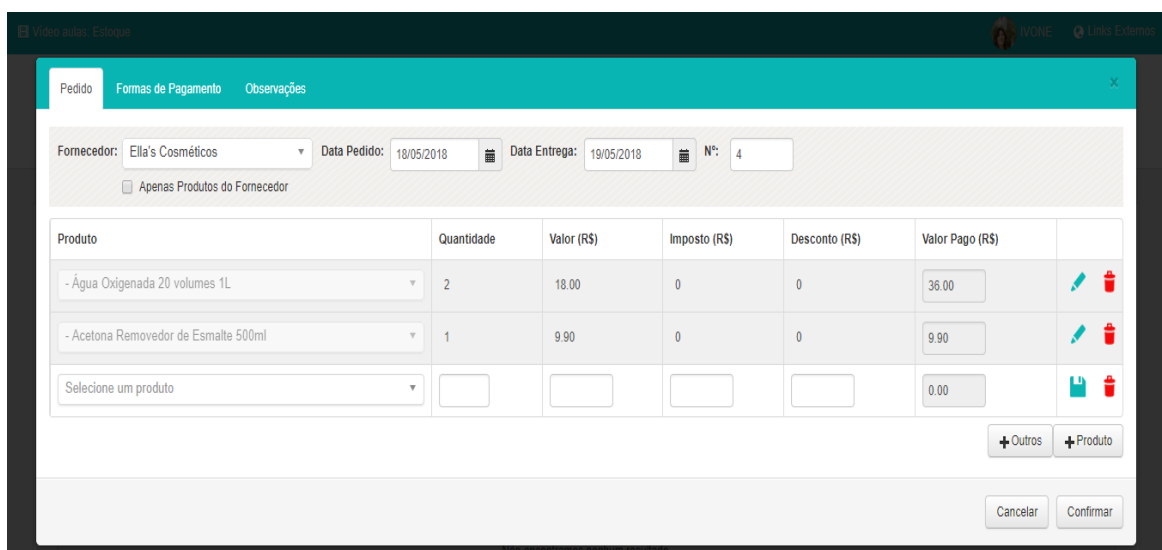 Vídeo aulas: Estoque IVONE Links Externos
Pedido Formas de Pagamento Observações x
Fornecedor: Ella's Cosméticos Data Pedido: 18/05/2018 Data Entrega: 19/05/2018 Nº: 4
Apenas Produtos do Fornecedor
Produto Quantidade Valor (R$) Imposto (R$) Desconto (R$) Valor Pago (R$)
- Água Oxigenada 20 volumes 1L 2 18.00 0 0 36.00
- Acetona Removedor de Esmalte 500ml 1 9.90 0 0 9.90
Selecione um produto 0.00
+Outros +Produto
Cancelar Confirmar